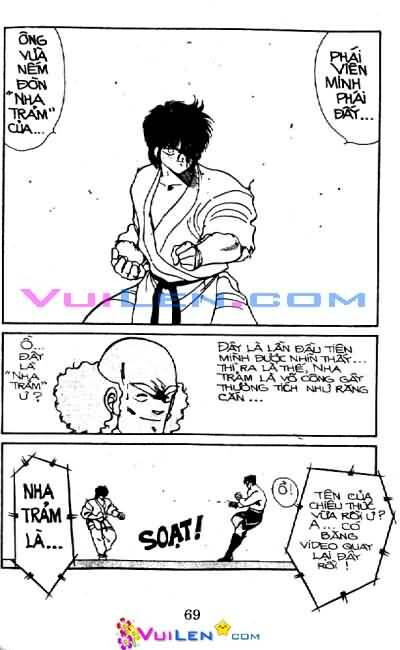 ÔNG
VỪA
NẾM
ĐÒN
"NHA
TRẢM"
CỦA...
PHÁI
VIÊN
MINH
PHÁI
ĐẤY...
VuiLen.com
Ồ...
ĐÂY
LÀ
"NHA
TRẢM"
Ư?
ĐÂY LÀ LẦN ĐẦU TIÊN
MÌNH ĐƯỢC NHÌN THẤY...
THÌ RA LÀ THẾ, NHA
TRẢM LÀ VÕ CÔNG GÂY
THƯƠNG TÍCH NHƯ RĂNG
CẮN...
NHA
TRẢM
LÀ...
SOẠT!
Ồ!
TÊN CỦA
CHIÊU THỨC
VỪA RỒI Ư?
A... CÓ
BĂNG
VIDEO QUAY
LẠI ĐÂY
RỒI!
69
VuiLen.com